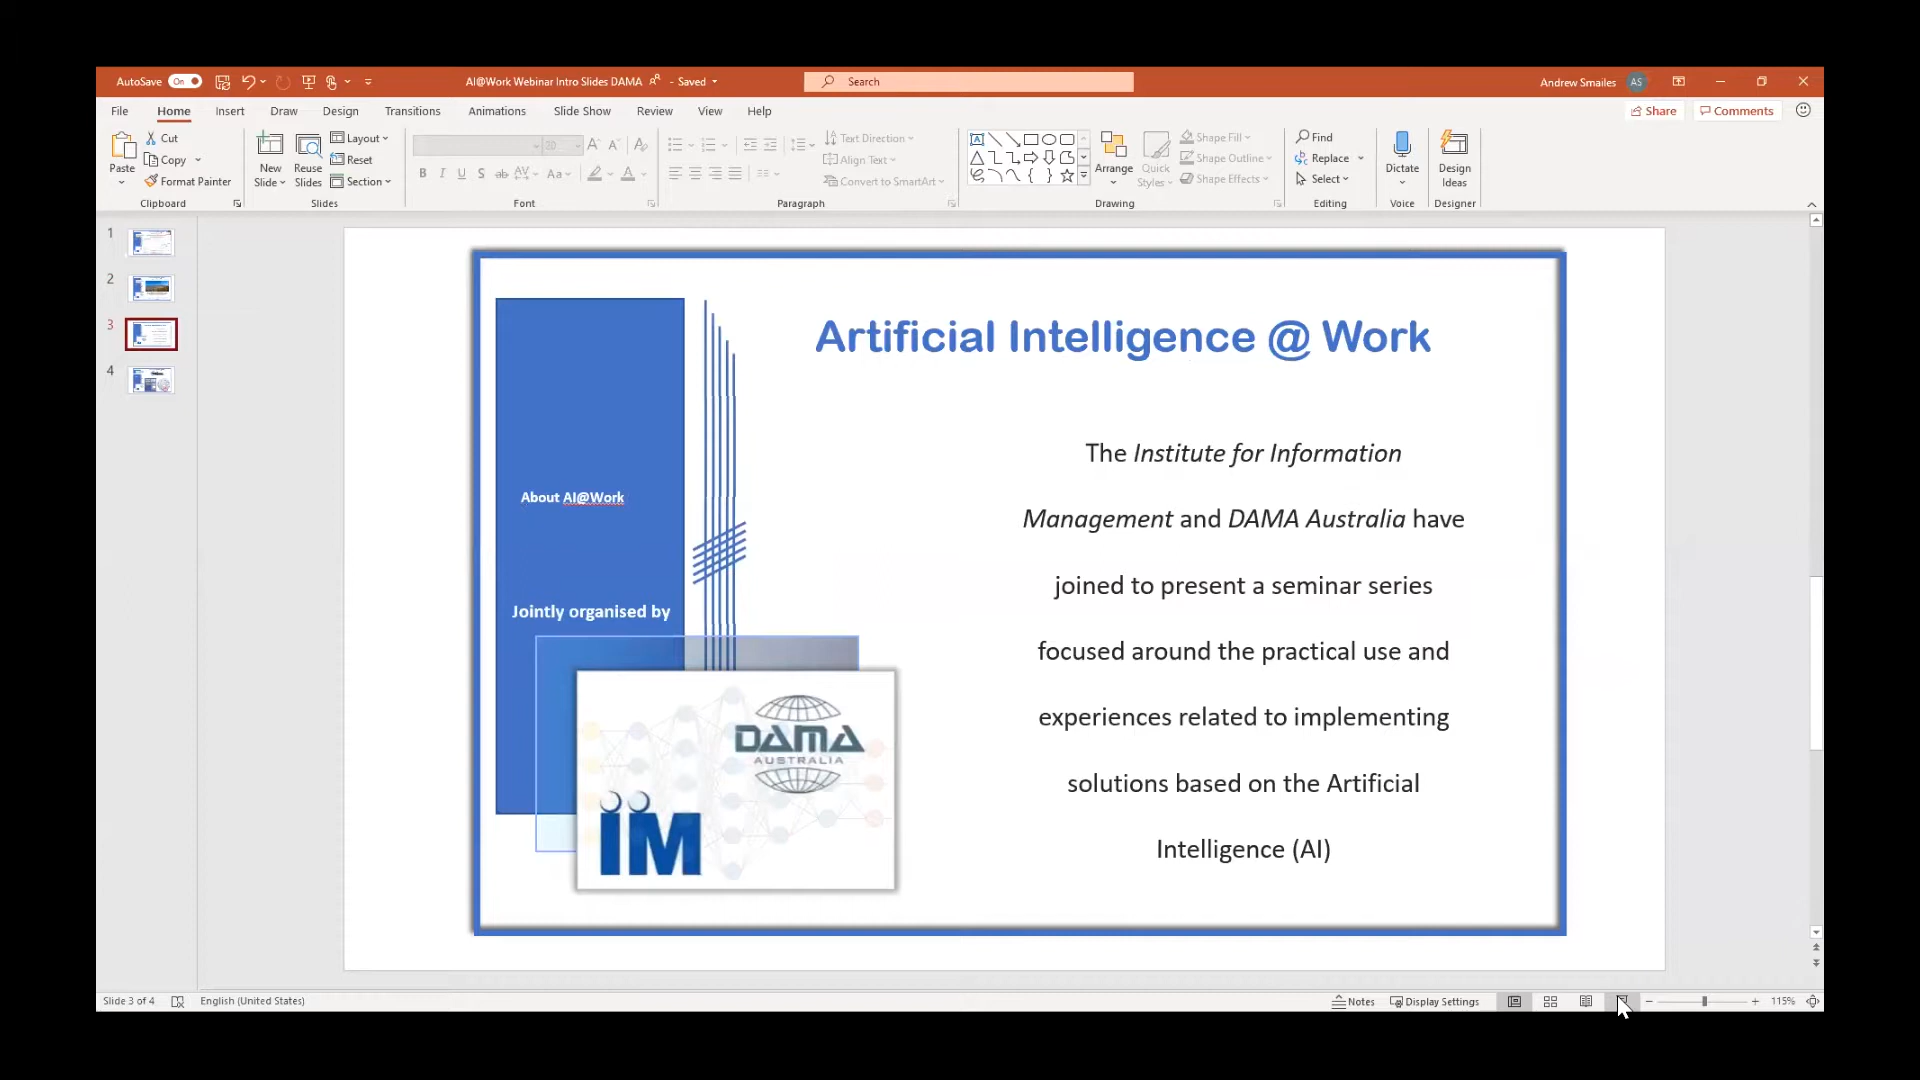 AutoSave On
AI@Work Webinar Intro Slides DAMA - Saved
Search
Andrew Smailes AS
File Home Insert Draw Design Transitions Animations Slide Show Review View Help
Share Comments
Paste
Cut
Copy
Format Painter
Clipboard
New Slide
Reuse Slides
Layout
Reset
Section
Slides
20
B I U S ab AV Aa A
Font
Text Direction
Align Text
Convert to SmartArt
Paragraph
Arrange
Quick Styles
Shape Fill
Shape Outline
Shape Effects
Drawing
Find
Replace
Select
Editing
Dictate
Voice
Design Ideas
Designer
1
2
3
4
Artificial Intelligence @ Work
About AI@Work
Jointly organised by
DAMA
AUSTRALIA
iiM
The Institute for Information
Management and DAMA Australia have
joined to present a seminar series
focused around the practical use and
experiences related to implementing
solutions based on the Artificial
Intelligence (AI)
Slide 3 of 4 English (United States)
Notes Display Settings 115%